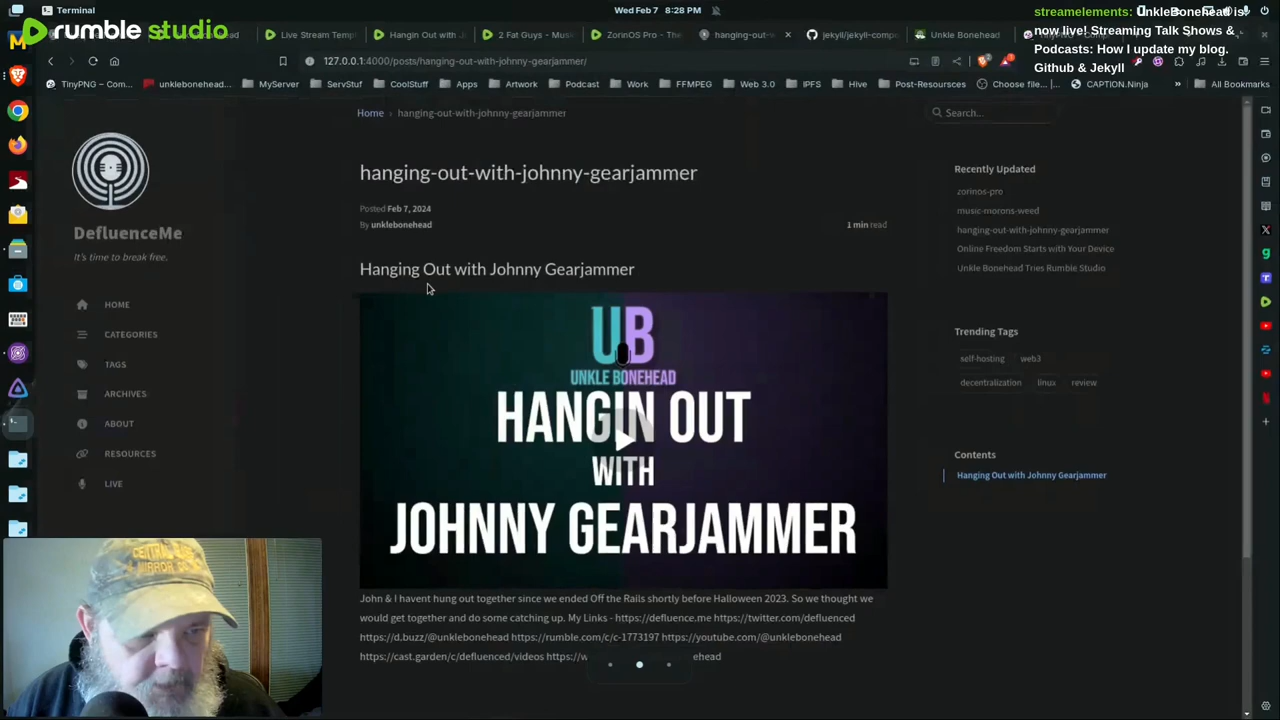 Terminal
Wed Feb 7 8:28 PM
streamelements: UnkleBonehead is
now live! Streaming Talk Shows &
Podcasts: How I update my blog.
Github & Jekyll
rumble studio
Live Stream Temp
Hangin Out with J
2 Fat Guys - Musi
ZorinOS Pro - The
hanging-out-w
jekyll/jekyll-compo
Unkle Bonehead
127.0.0.1:4000/posts/hanging-out-with-johnny-gearjammer/
TinyPNG – Com...
unklebonehead...
MyServer
ServStuf
CoolStuff
Apps
Artwork
Podcast
Work
FFMPEG
Web 3.0
IPFS
Hive
Post-Resources
Choose file... /...
CAPTiON.Ninja
»
All Bookmarks
Home › hanging-out-with-johnny-gearjammer
Search...
DefluenceMe
It's time to break free.
HOME
CATEGORIES
TAGS
ARCHIVES
ABOUT
RESOURCES
LIVE
hanging-out-with-johnny-gearjammer
Posted Feb 7, 2024
By unklebonehead
1 min read
Hanging Out with Johnny Gearjammer
UB
UNKLE BONEHEAD
HANGIN OUT
WITH
JOHNNY GEARJAMMER
John & I havent hung out together since we ended Off the Rails shortly before Halloween 2023. So we thought we
would get together and do some catching up. My Links - https://defluence.me https://twitter.com/defluenced
https://d.buzz/@unklebonehead https://rumble.com/c/c-1773197 https://youtube.com/@unklebonehead
https://cast.garden/c/defluenced/videos https://w ehead
Recently Updated
zorinos-pro
music-morons-weed
hanging-out-with-johnny-gearjammer
Online Freedom Starts with Your Device
Unkle Bonehead Tries Rumble Studio
Trending Tags
self-hosting web3
decentralization linux review
Contents
Hanging Out with Johnny Gearjammer